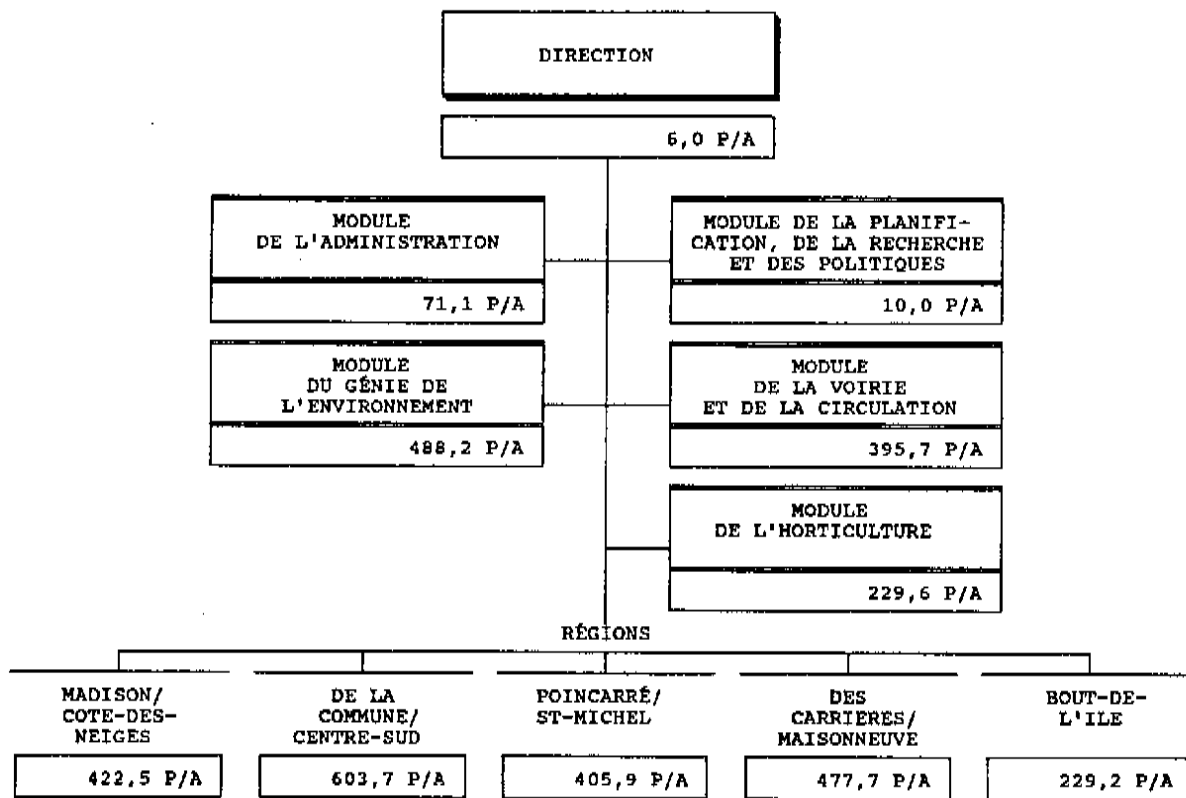 DIRECTION
6,0 P/A
MODULE
DE L'ADMINISTRATION
71,1 P/A
MODULE DE LA PLANIFI-
CATION, DE LA RECHERCHE
ET DES POLITIQUES
10,0 P/A
MODULE
DU GÉNIE DE
L'ENVIRONNEMENT
488,2 P/A
MODULE
DE LA VOIRIE
ET DE LA CIRCULATION
395,7 P/A
MODULE
DE L'HORTICULTURE
229,6 P/A
RÉGIONS
MADISON/
COTE-DES-
NEIGES
422,5 P/A
DE LA
COMMUNE/
CENTRE-SUD
603,7 P/A
POINCARRÉ/
ST-MICHEL
405,9 P/A
DES
CARRIERES/
MAISONNEUVE
477,7 P/A
BOUT-DE-
L'ILE
229,2 P/A